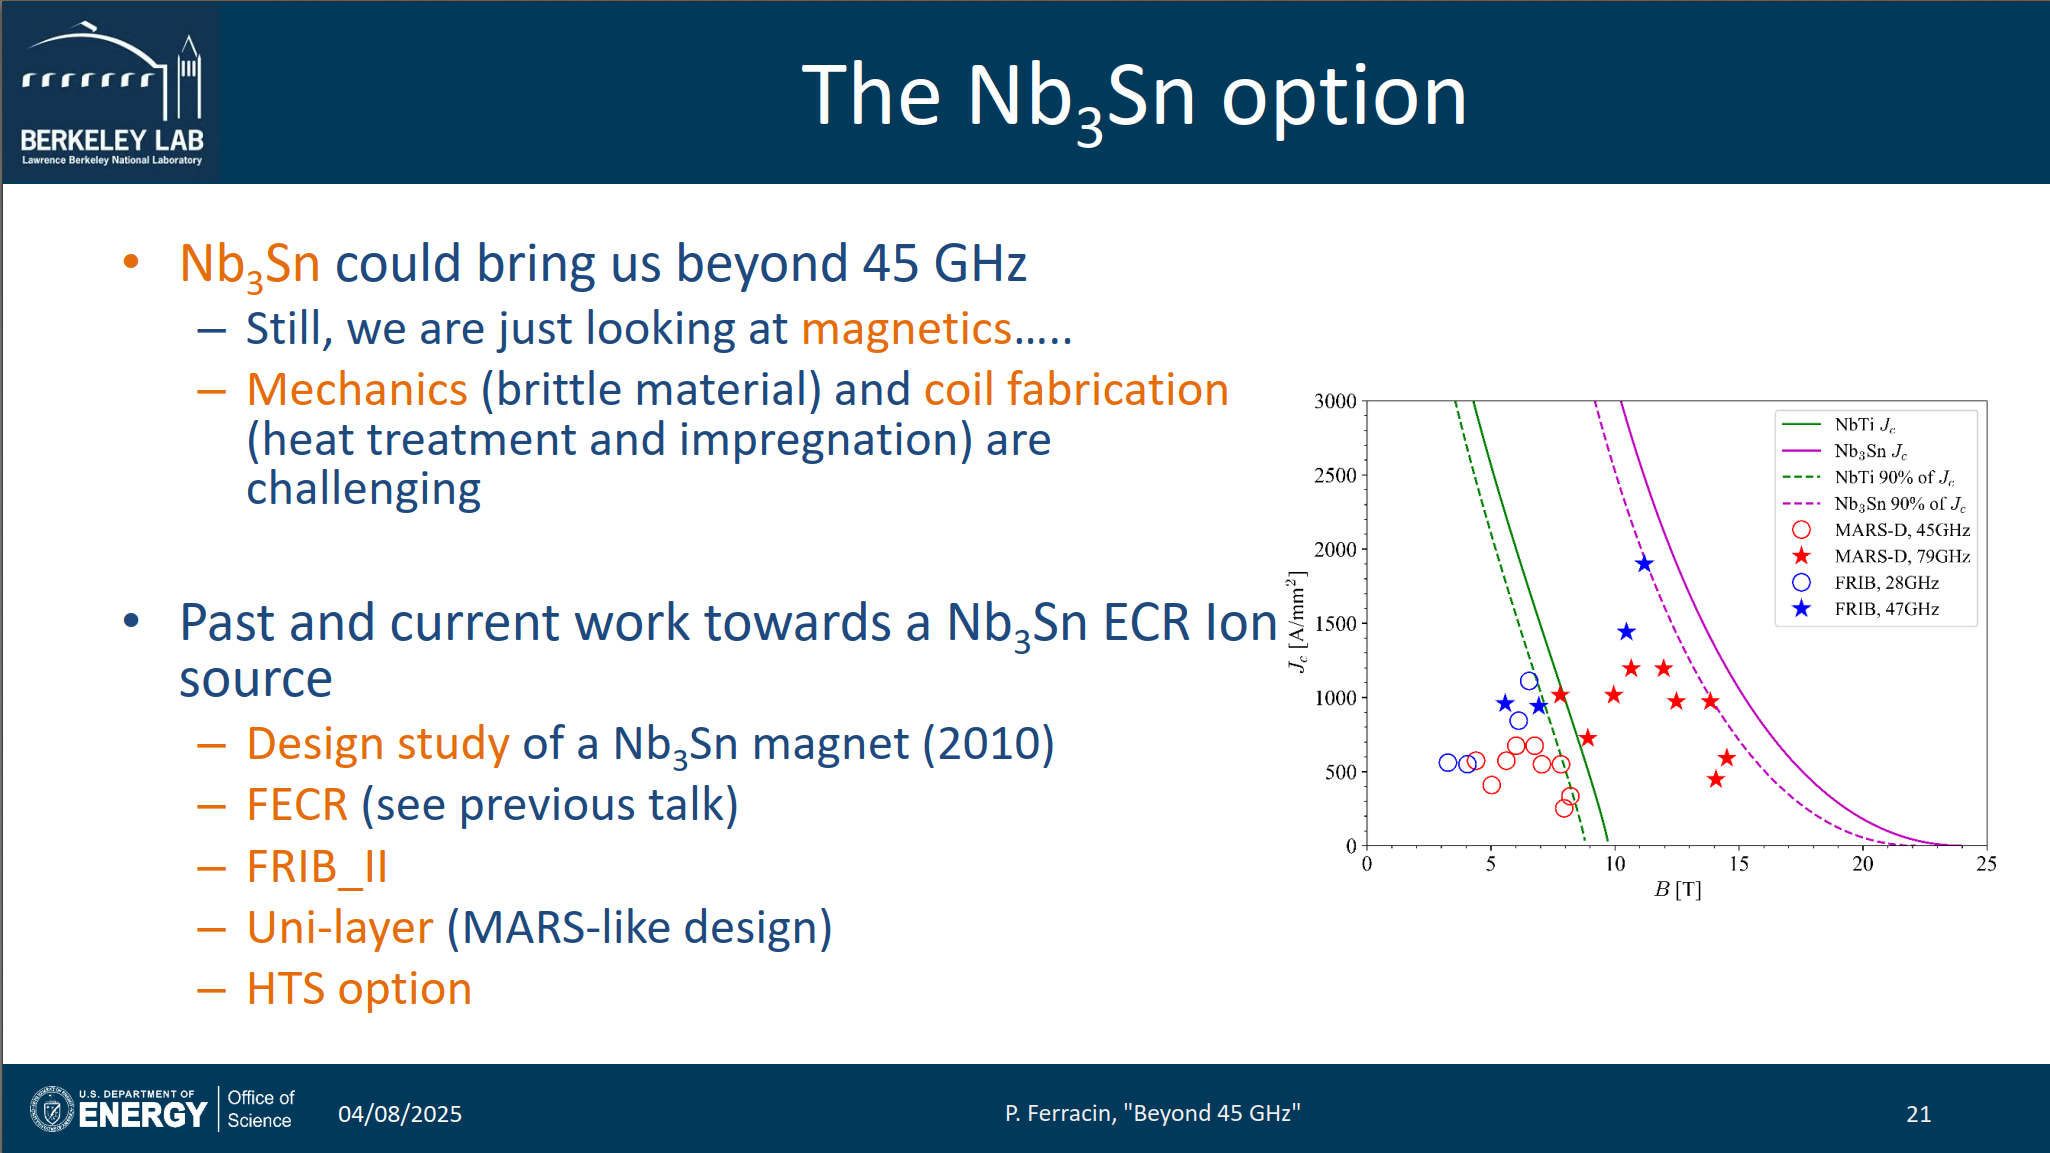 BERKELEY LAB
Lawrence Berkeley National Laboratory
The Nb₃Sn option
• Nb₃Sn could bring us beyond 45 GHz
– Still, we are just looking at magnetics.....
– Mechanics (brittle material) and coil fabrication
(heat treatment and impregnation) are
challenging
• Past and current work towards a Nb₃Sn ECR Ion
source
– Design study of a Nb₃Sn magnet (2010)
– FECR (see previous talk)
– FRIB_II
– Uni-layer (MARS-like design)
– HTS option
3000
2500
2000
1500
1000
500
0
J_c [A/mm²]
0 5 10 15 20 25
B [T]
NbTi J_c
Nb₃Sn J_c
NbTi 90% of J_c
Nb₃Sn 90% of J_c
MARS-D, 45GHz
MARS-D, 79GHz
FRIB, 28GHz
FRIB, 47GHz
U.S. DEPARTMENT OF
ENERGY
Office of
Science
04/08/2025
P. Ferracin, "Beyond 45 GHz"
21